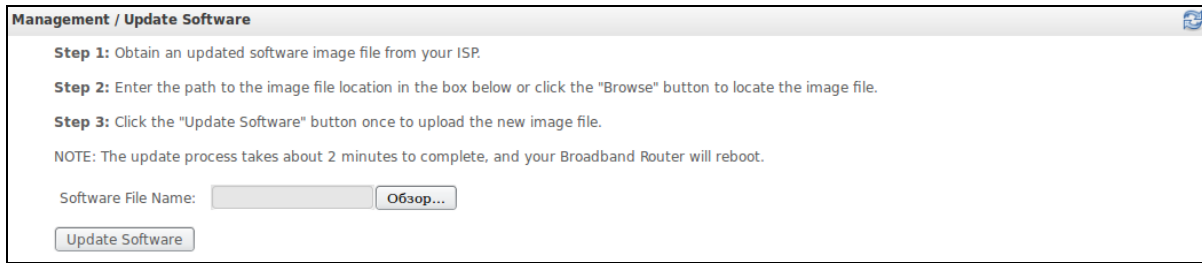 Management / Update Software
Step 1: Obtain an updated software image file from your ISP.
Step 2: Enter the path to the image file location in the box below or click the "Browse" button to locate the image file.
Step 3: Click the "Update Software" button once to upload the new image file.
NOTE: The update process takes about 2 minutes to complete, and your Broadband Router will reboot.
Software File Name: Обзор...
Update Software